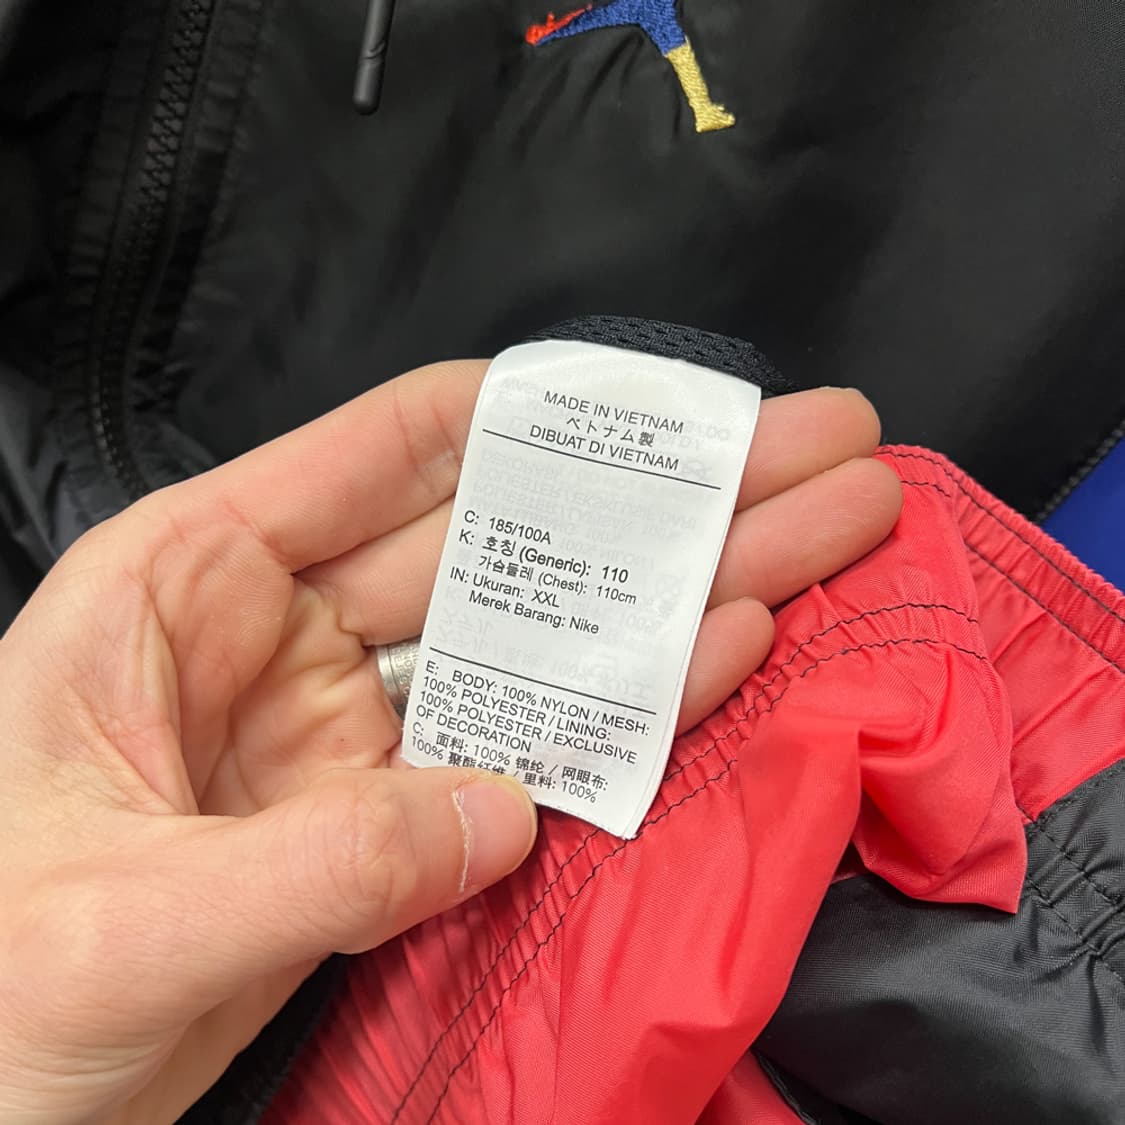 MADE IN VIETNAM
ベトナム製
DIBUAT DI VIETNAM
C: 185/100A
K: 호칭 (Generic): 110
가슴둘레 (Chest): 110cm
IN: Ukuran: XXL
Merek Barang: Nike
E: BODY: 100% NYLON / MESH:
100% POLYESTER / LINING:
100% POLYESTER / EXCLUSIVE
OF DECORATION
C: 面料: 100% 锦纶 / 网眼布:
100% 聚酯纤维 / 里料: 100%